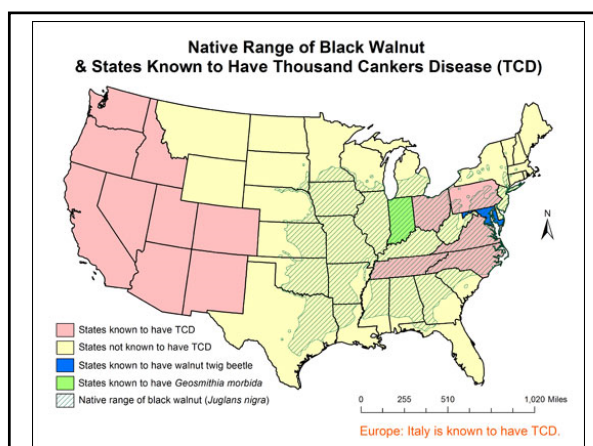 Native Range of Black Walnut
& States Known to Have Thousand Cankers Disease (TCD)
N
States known to have TCD
States not known to have TCD
States known to have walnut twig beetle
States known to have Geosmithia morbida
Native range of black walnut (Juglans nigra)
0 255 510 1,020 Miles
Europe: Italy is known to have TCD.